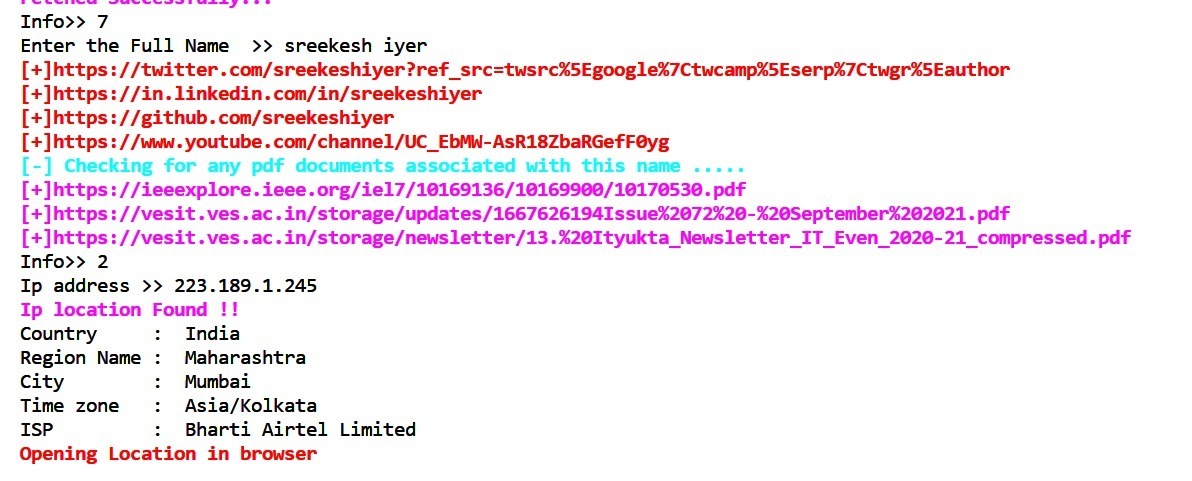 Fetched Successfully...
Info>> 7
Enter the Full Name  >> sreekesh iyer
[+]https://twitter.com/sreekeshiyer?ref_src=twsrc%5Egoogle%7Ctwcamp%5Eserp%7Ctwgr%5Eauthor
[+]https://in.linkedin.com/in/sreekeshiyer
[+]https://github.com/sreekeshiyer
[+]https://www.youtube.com/channel/UC_EbMW-AsR18ZbaRGefF0yg
[-] Checking for any pdf documents associated with this name .....
[+]https://ieeexplore.ieee.org/iel7/10169136/10169900/10170530.pdf
[+]https://vesit.ves.ac.in/storage/updates/1667626194Issue%2072%20-%20September%202021.pdf
[+]https://vesit.ves.ac.in/storage/newsletter/13.%20Ityukta_Newsletter_IT_Even_2020-21_compressed.pdf
Info>> 2
Ip address >> 223.189.1.245
Ip location Found !!
Country     :  India
Region Name :  Maharashtra
City        :  Mumbai
Time zone   :  Asia/Kolkata
ISP         :  Bharti Airtel Limited
Opening Location in browser